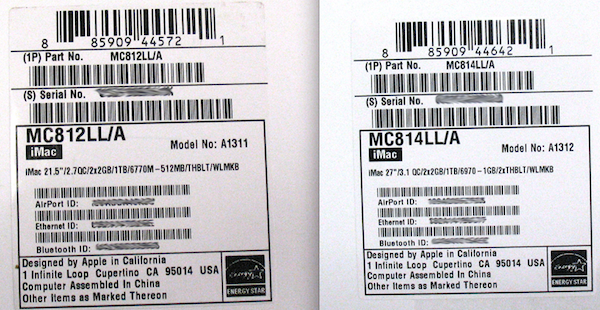 8 85909 44572 1
(1P) Part No. MC812LL/A
(S) Serial No.
MC812LL/A
iMac
Model No: A1311
iMac 21.5"/2.7QC/2x2GB/1TB/6770M-512MB/THBLT/WLMKB
AirPort ID:
Ethernet ID:
Bluetooth ID:
Designed by Apple in California
1 Infinite Loop Cupertino CA 95014 USA
Computer Assembled In China
Other Items as Marked Thereon
energy
ENERGY STAR
8 85909 44642 1
(1P) Part No. MC814LL/A
(S) Serial No.
MC814LL/A
iMac
Model No: A1312
iMac 27"/3.1 QC/2x2GB/1TB/6970-1GB/2xTHBLT/WLMKB
AirPort ID:
Ethernet ID:
Bluetooth ID:
Designed by Apple in California
1 Infinite Loop Cupertino CA 95014 USA
Computer Assembled In China
Other Items as Marked Thereon
energy
ENERGY STAR